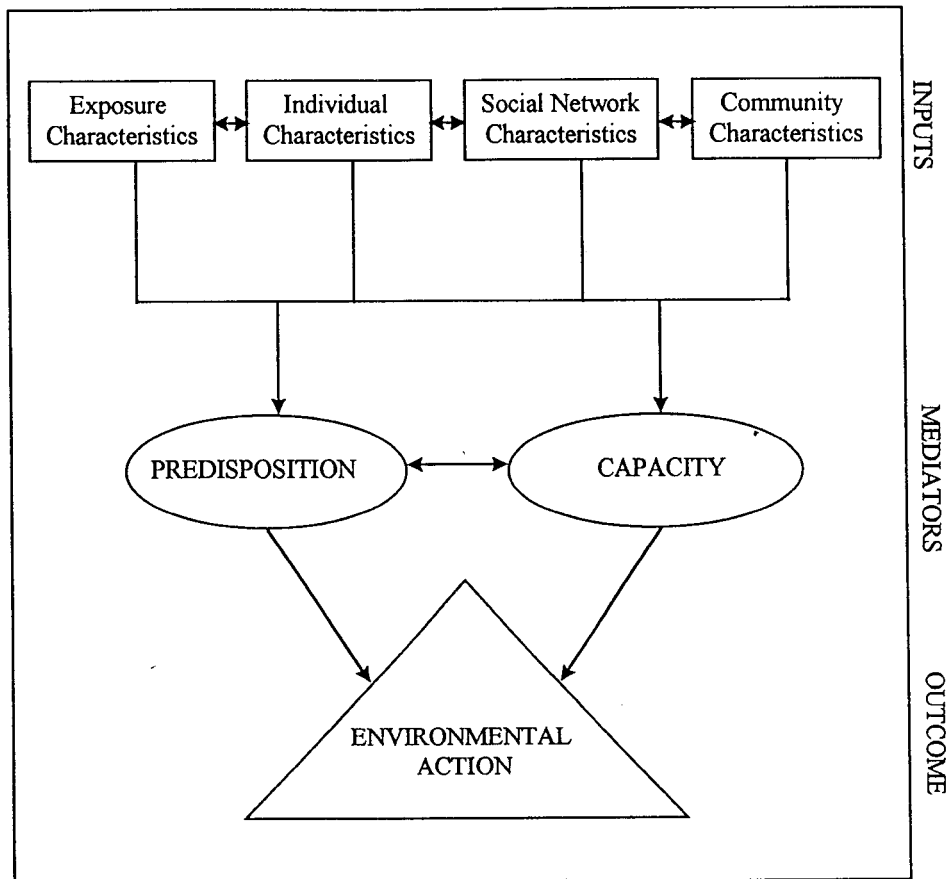 Exposure
Characteristics
Individual
Characteristics
Social Network
Characteristics
Community
Characteristics
INPUTS
PREDISPOSITION
CAPACITY
MEDIATORS
ENVIRONMENTAL
ACTION
OUTCOME